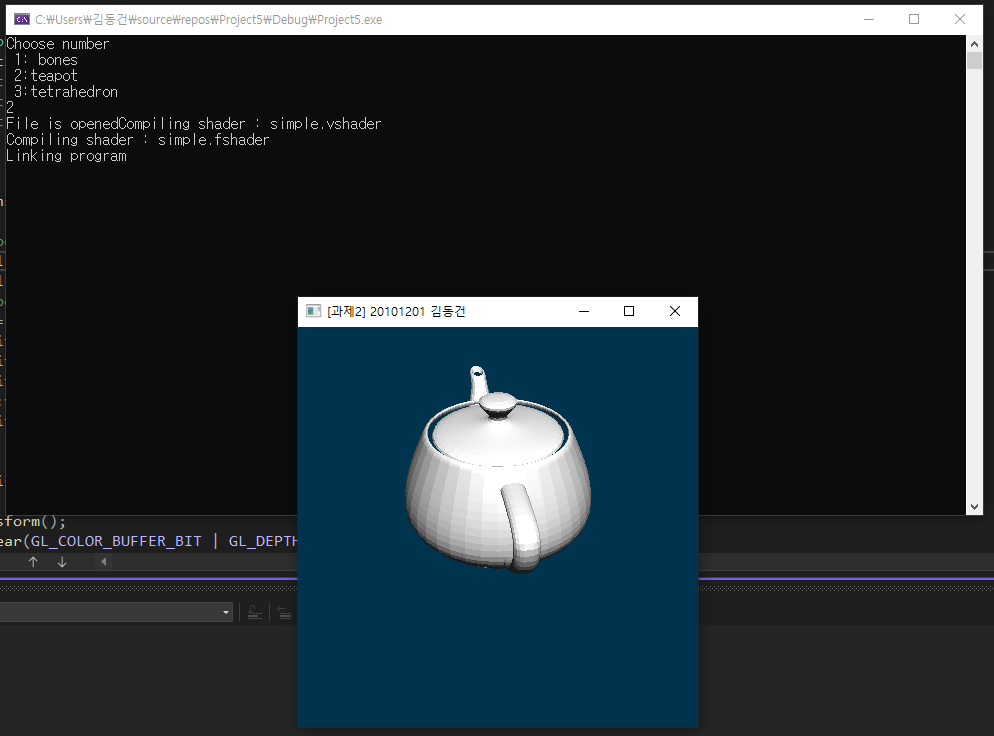 C:\Users\김동건\source\repos\Project5\Debug\Project5.exe
Choose number
1: bones
2:teapot
3:tetrahedron
2
File is openedCompiling shader : simple.vshader
Compiling shader : simple.fshader
Linking program
[과제2] 20101201 김동건
sform();
ear(GL_COLOR_BUFFER_BIT | GL_DEPTH